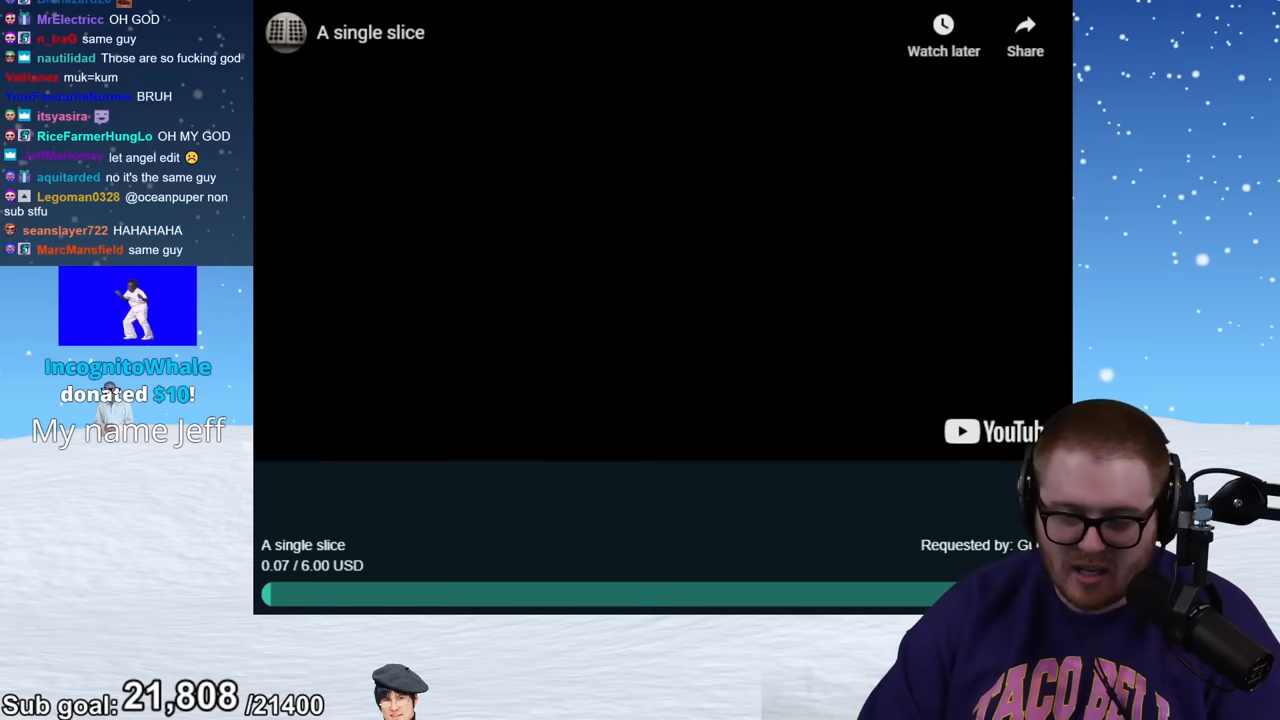 MrElectricc OH GOD
n_traG same guy
nautilidad Those are so fucking god
muk=kum
YourFavouriteNormie BRUH
itsyasira
RiceFarmerHungLo OH MY GOD
let angel edit
aquitarded no it's the same guy
Legoman0328 @oceanpuper non
sub stfu
seanslayer722 HAHAHAHA
MarcMansfield same guy
IncognitoWhale
donated $10!
My name Jeff
A single slice
Watch later
Share
YouTub
A single slice
Requested by:
0.07 / 6.00 USD
TACO BELL
Sub goal: 21,808 /21400